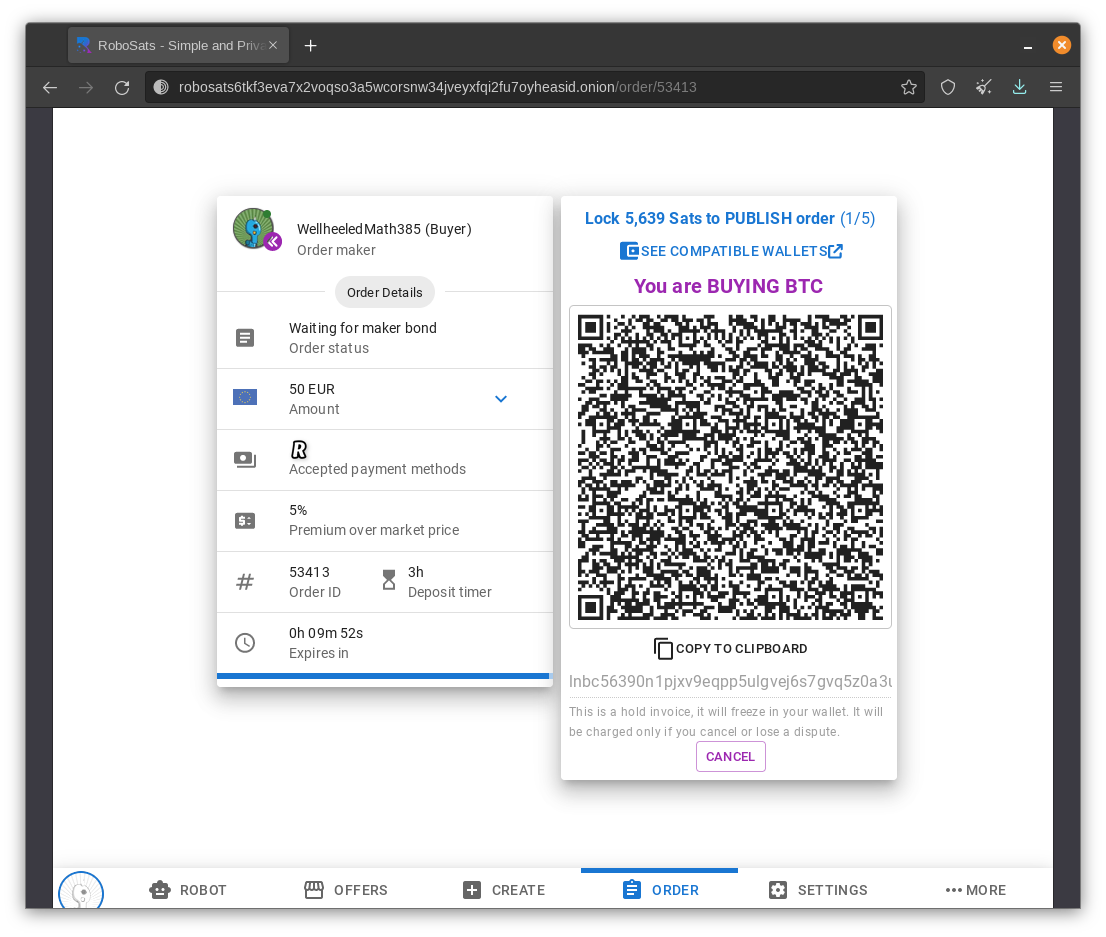 RoboSats - Simple and Priva
robosats6tkf3eva7x2voqso3a5wcorsnw34jveyxfqi2fu7oyheasid.onion/order/53413
WellheeledMath385 (Buyer)
Order maker
Order Details
Waiting for maker bond
Order status
50 EUR
Amount
R
Accepted payment methods
5%
Premium over market price
53413
Order ID
3h
Deposit timer
0h 09m 52s
Expires in
Lock 5,639 Sats to PUBLISH order (1/5)
SEE COMPATIBLE WALLETS
You are BUYING BTC
COPY TO CLIPBOARD
lnbc56390n1pjxv9eqpp5ulgvej6s7gvq5z0a3u
This is a hold invoice, it will freeze in your wallet. It will
be charged only if you cancel or lose a dispute.
CANCEL
ROBOT
OFFERS
CREATE
ORDER
SETTINGS
MORE